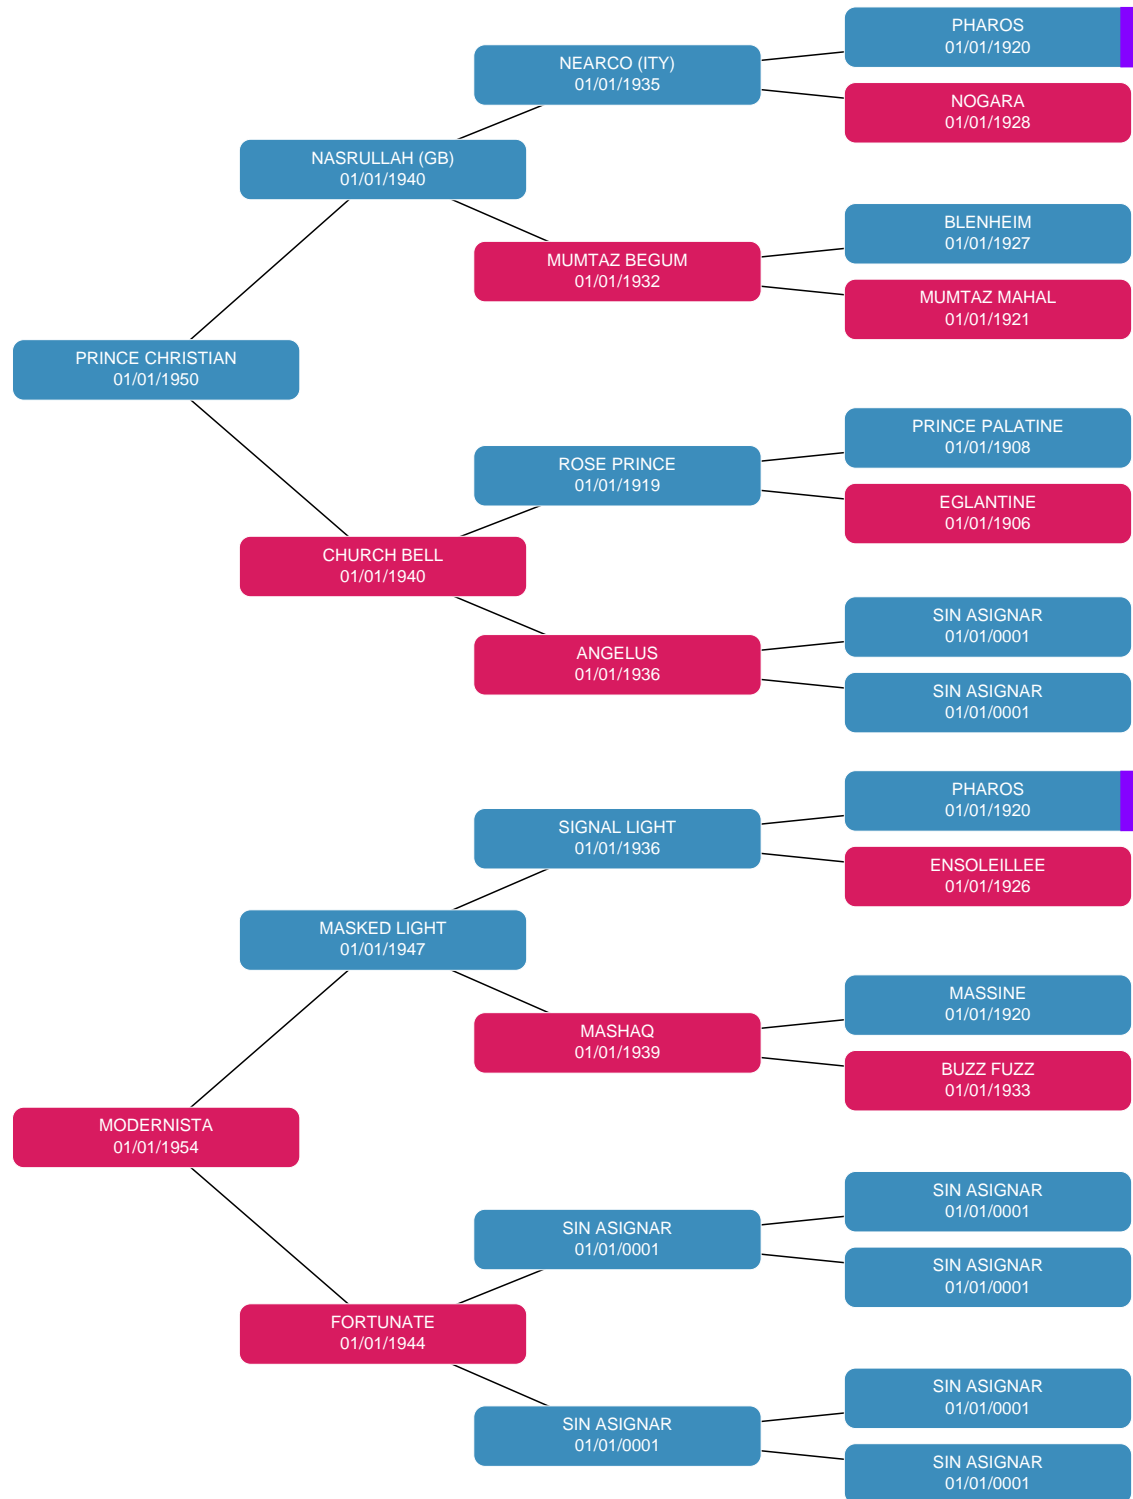 PHAROS
01/01/1920
NEARCO (ITY)
01/01/1935
NOGARA
01/01/1928
NASRULLAH (GB)
01/01/1940
BLENHEIM
01/01/1927
MUMTAZ BEGUM
01/01/1932
MUMTAZ MAHAL
01/01/1921
PRINCE CHRISTIAN
01/01/1950
PRINCE PALATINE
01/01/1908
ROSE PRINCE
01/01/1919
EGLANTINE
01/01/1906
CHURCH BELL
01/01/1940
SIN ASIGNAR
01/01/0001
ANGELUS
01/01/1936
SIN ASIGNAR
01/01/0001
PHAROS
01/01/1920
SIGNAL LIGHT
01/01/1936
ENSOLEILLEE
01/01/1926
MASKED LIGHT
01/01/1947
MASSINE
01/01/1920
MASHAQ
01/01/1939
BUZZ FUZZ
01/01/1933
MODERNISTA
01/01/1954
SIN ASIGNAR
01/01/0001
SIN ASIGNAR
01/01/0001
SIN ASIGNAR
01/01/0001
FORTUNATE
01/01/1944
SIN ASIGNAR
01/01/0001
SIN ASIGNAR
01/01/0001
SIN ASIGNAR
01/01/0001